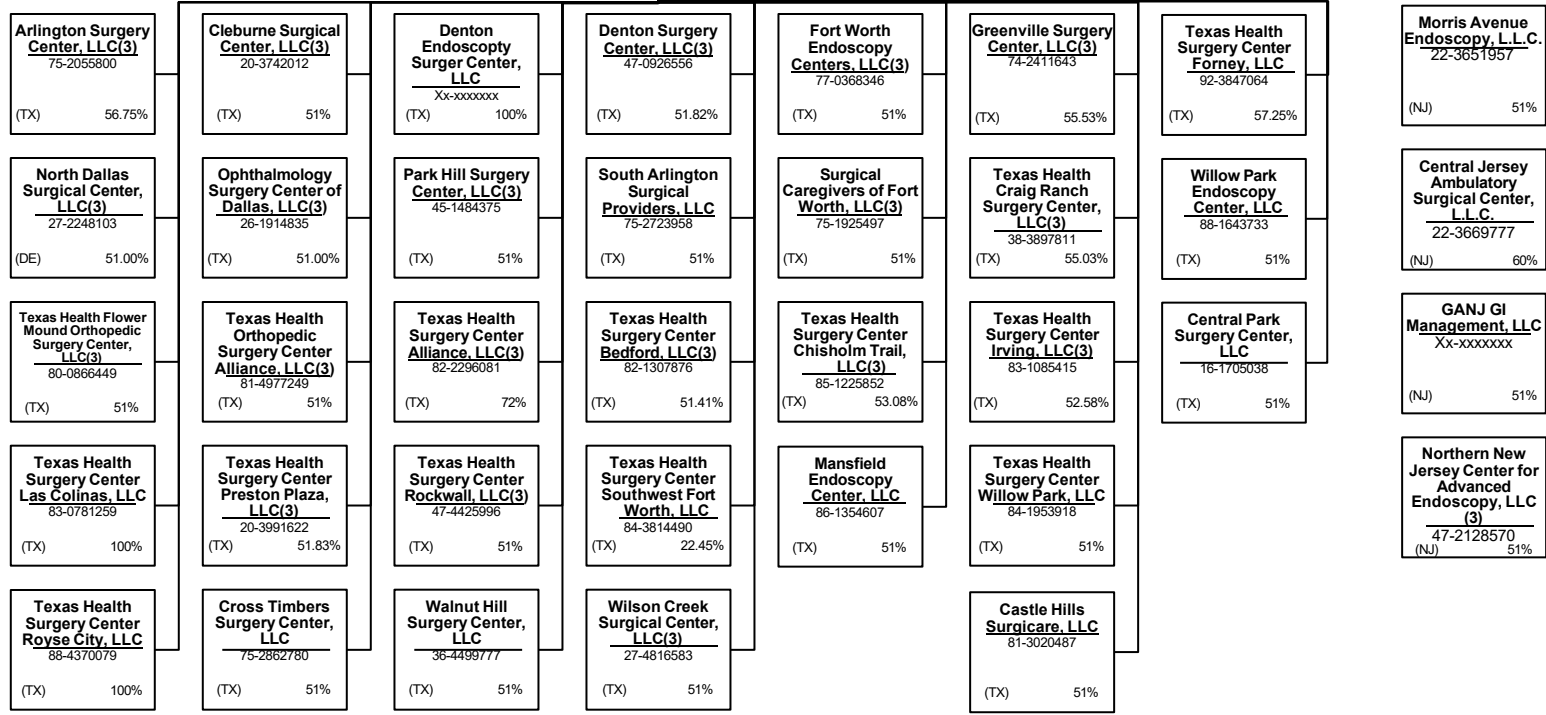 Arlington Surgery
Center, LLC(3)
75-2055800
(TX) 56.75%
Cleburne Surgical
Center, LLC(3)
20-3742012
(TX) 51%
Denton
Endoscopty
Surger Center,
LLC
Xx-xxxxxxx
(TX) 100%
Denton Surgery
Center, LLC(3)
47-0926556
(TX) 51.82%
Fort Worth
Endoscopy
Centers, LLC(3)
77-0368346
(TX) 51%
Greenville Surgery
Center, LLC(3)
74-2411643
(TX) 55.53%
Texas Health
Surgery Center
Forney, LLC
92-3847064
(TX) 57.25%
Morris Avenue
Endoscopy, L.L.C.
22-3651957
(NJ) 51%
North Dallas
Surgical Center,
LLC(3)
27-2248103
(DE) 51.00%
Ophthalmology
Surgery Center of
Dallas, LLC(3)
26-1914835
(TX) 51.00%
Park Hill Surgery
Center, LLC(3)
45-1484375
(TX) 51%
South Arlington
Surgical
Providers, LLC
75-2723958
(TX) 51%
Surgical
Caregivers of Fort
Worth, LLC(3)
75-1925497
(TX) 51%
Texas Health
Craig Ranch
Surgery Center,
LLC(3)
38-3897811
(TX) 55.03%
Willow Park
Endoscopy
Center, LLC
88-1643733
(TX) 51%
Central Jersey
Ambulatory
Surgical Center,
L.L.C.
22-3669777
(NJ) 60%
Texas Health Flower
Mound Orthopedic
Surgery Center,
LLC(3)
80-0866449
(TX) 51%
Texas Health
Orthopedic
Surgery Center
Alliance, LLC(3)
81-4977249
(TX) 51%
Texas Health
Surgery Center
Alliance, LLC(3)
82-2296081
(TX) 72%
Texas Health
Surgery Center
Bedford, LLC(3)
82-1307876
(TX) 51.41%
Texas Health
Surgery Center
Chisholm Trail,
LLC(3)
85-1225852
(TX) 53.08%
Texas Health
Surgery Center
Irving, LLC(3)
83-1085415
(TX) 52.58%
Central Park
Surgery Center,
LLC
16-1705038
(TX) 51%
GANJ GI
Management, LLC
Xx-xxxxxxx
(NJ) 51%
Texas Health
Surgery Center
Las Colinas, LLC
83-0781259
(TX) 100%
Texas Health
Surgery Center
Preston Plaza,
LLC(3)
20-3991622
(TX) 51.83%
Texas Health
Surgery Center
Rockwall, LLC(3)
47-4425996
(TX) 51%
Texas Health
Surgery Center
Southwest Fort
Worth, LLC
84-3814490
(TX) 22.45%
Mansfield
Endoscopy
Center, LLC
86-1354607
(TX) 51%
Texas Health
Surgery Center
Willow Park, LLC
84-1953918
(TX) 51%
Northern New
Jersey Center for
Advanced
Endoscopy, LLC
(3)
47-2128570
(NJ) 51%
Texas Health
Surgery Center
Royse City, LLC
88-4370079
(TX) 100%
Cross Timbers
Surgery Center,
LLC
75-2862780
(TX) 51%
Walnut Hill
Surgery Center,
LLC
36-4499777
(TX) 51%
Wilson Creek
Surgical Center,
LLC(3)
27-4816583
(TX) 51%
Castle Hills
Surgicare, LLC
81-3020487
(TX) 51%